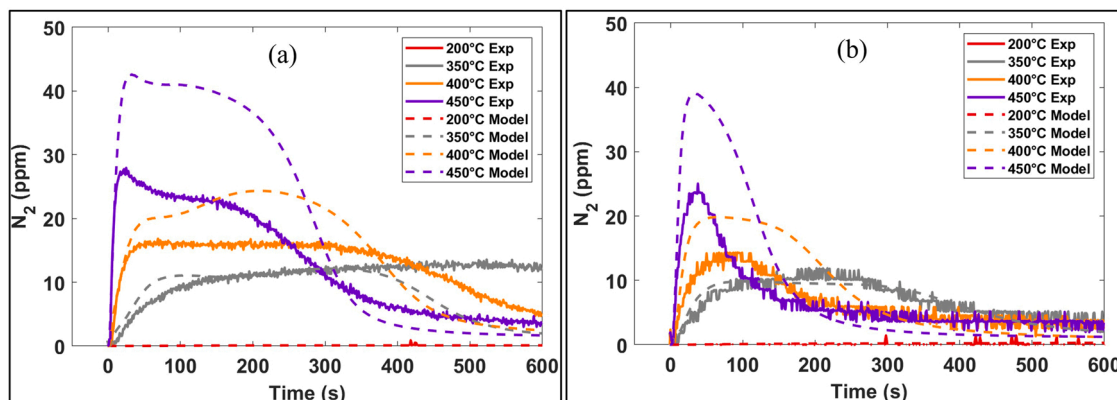 (a)
50
40
30
20
10
0
N2 (ppm)
200°C Exp
350°C Exp
400°C Exp
450°C Exp
200°C Model
350°C Model
400°C Model
450°C Model
0 100 200 300 400 500 600
Time (s)
(b)
50
40
30
20
10
0
N2 (ppm)
200°C Exp
350°C Exp
400°C Exp
450°C Exp
200°C Model
350°C Model
400°C Model
450°C Model
0 100 200 300 400 500 600
Time (s)